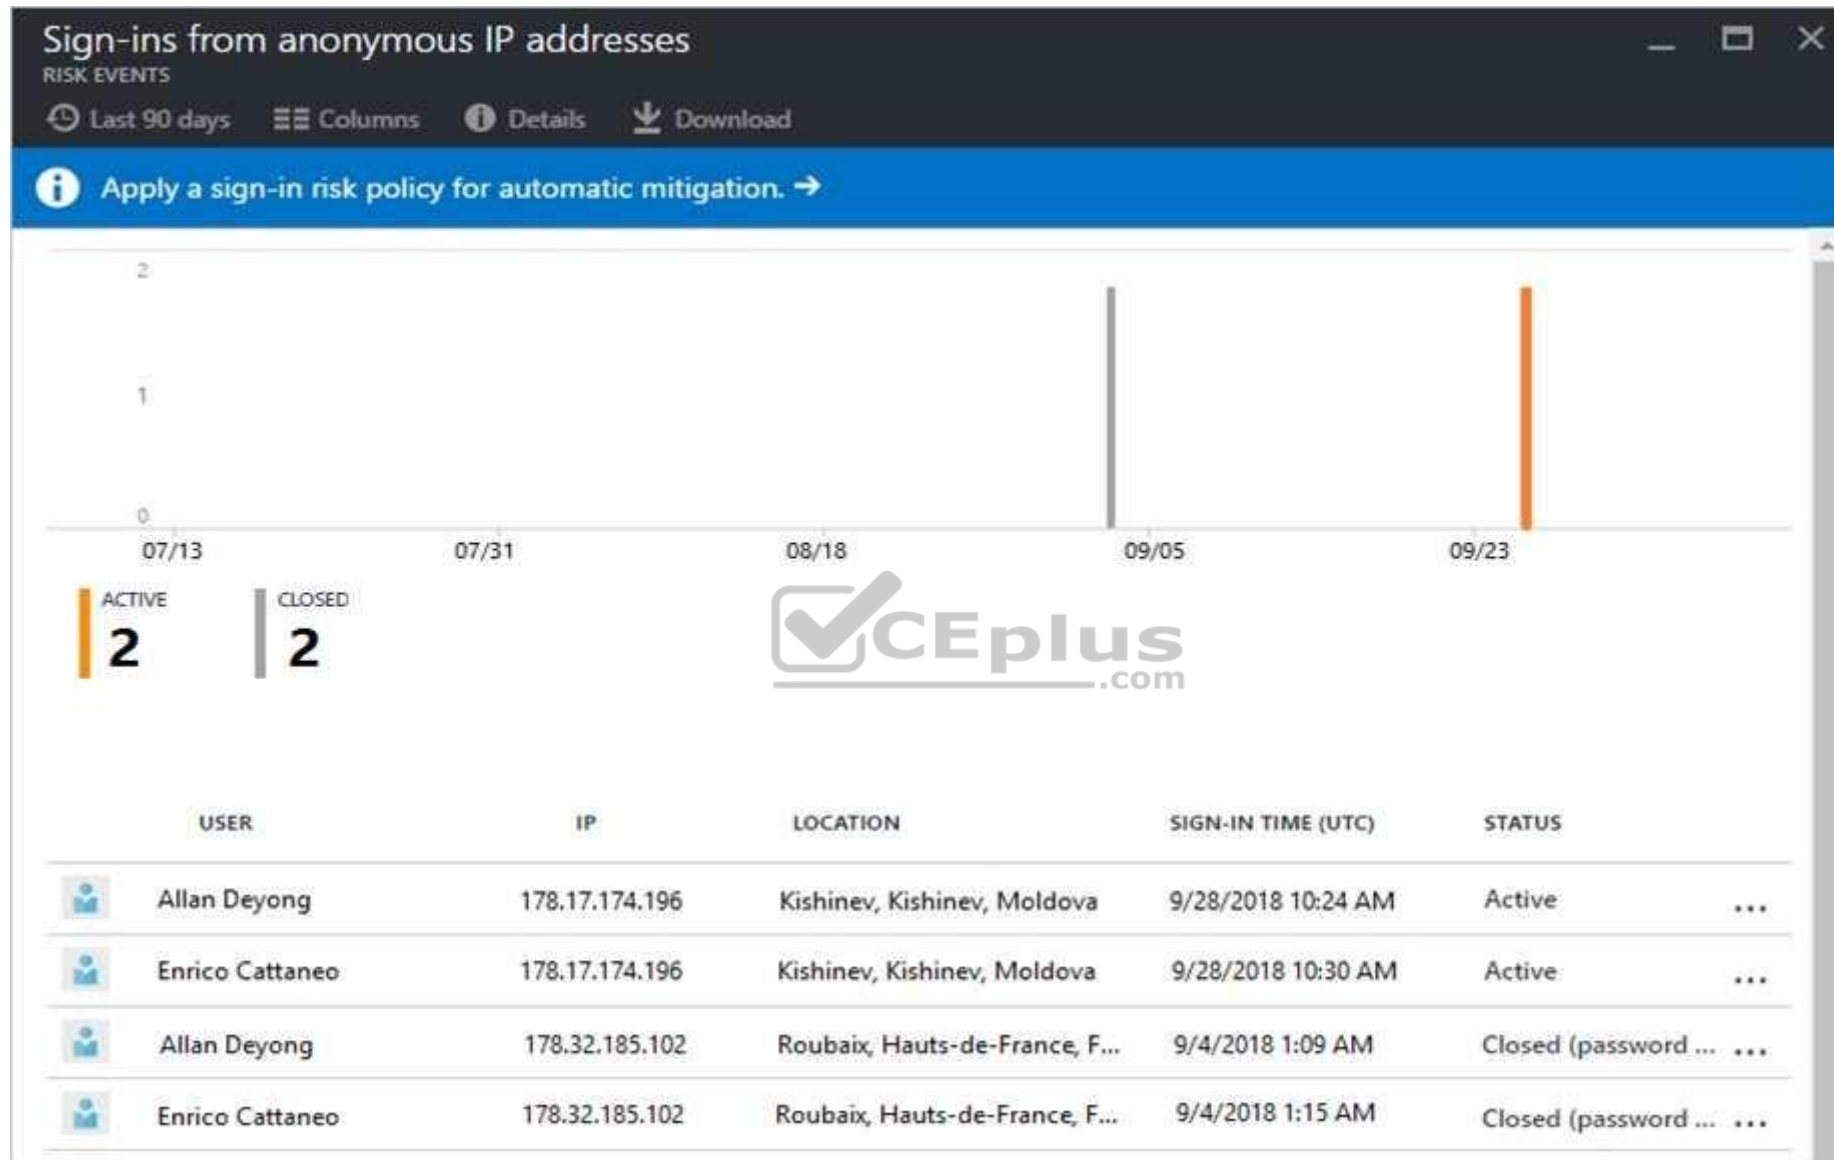 Sign-ins from anonymous IP addresses
RISK EVENTS
Last 90 days Columns Details Download
Apply a sign-in risk policy for automatic mitigation. →
2
1
0
07/13 07/31 08/18 09/05 09/23
ACTIVE CLOSED
2 2
CEplus
.com
USER IP LOCATION SIGN-IN TIME (UTC) STATUS
Allan Deyong 178.17.174.196 Kishinev, Kishinev, Moldova 9/28/2018 10:24 AM Active ...
Enrico Cattaneo 178.17.174.196 Kishinev, Kishinev, Moldova 9/28/2018 10:30 AM Active ...
Allan Deyong 178.32.185.102 Roubaix, Hauts-de-France, F... 9/4/2018 1:09 AM Closed (password ... ...
Enrico Cattaneo 178.32.185.102 Roubaix, Hauts-de-France, F... 9/4/2018 1:15 AM Closed (password ... ...